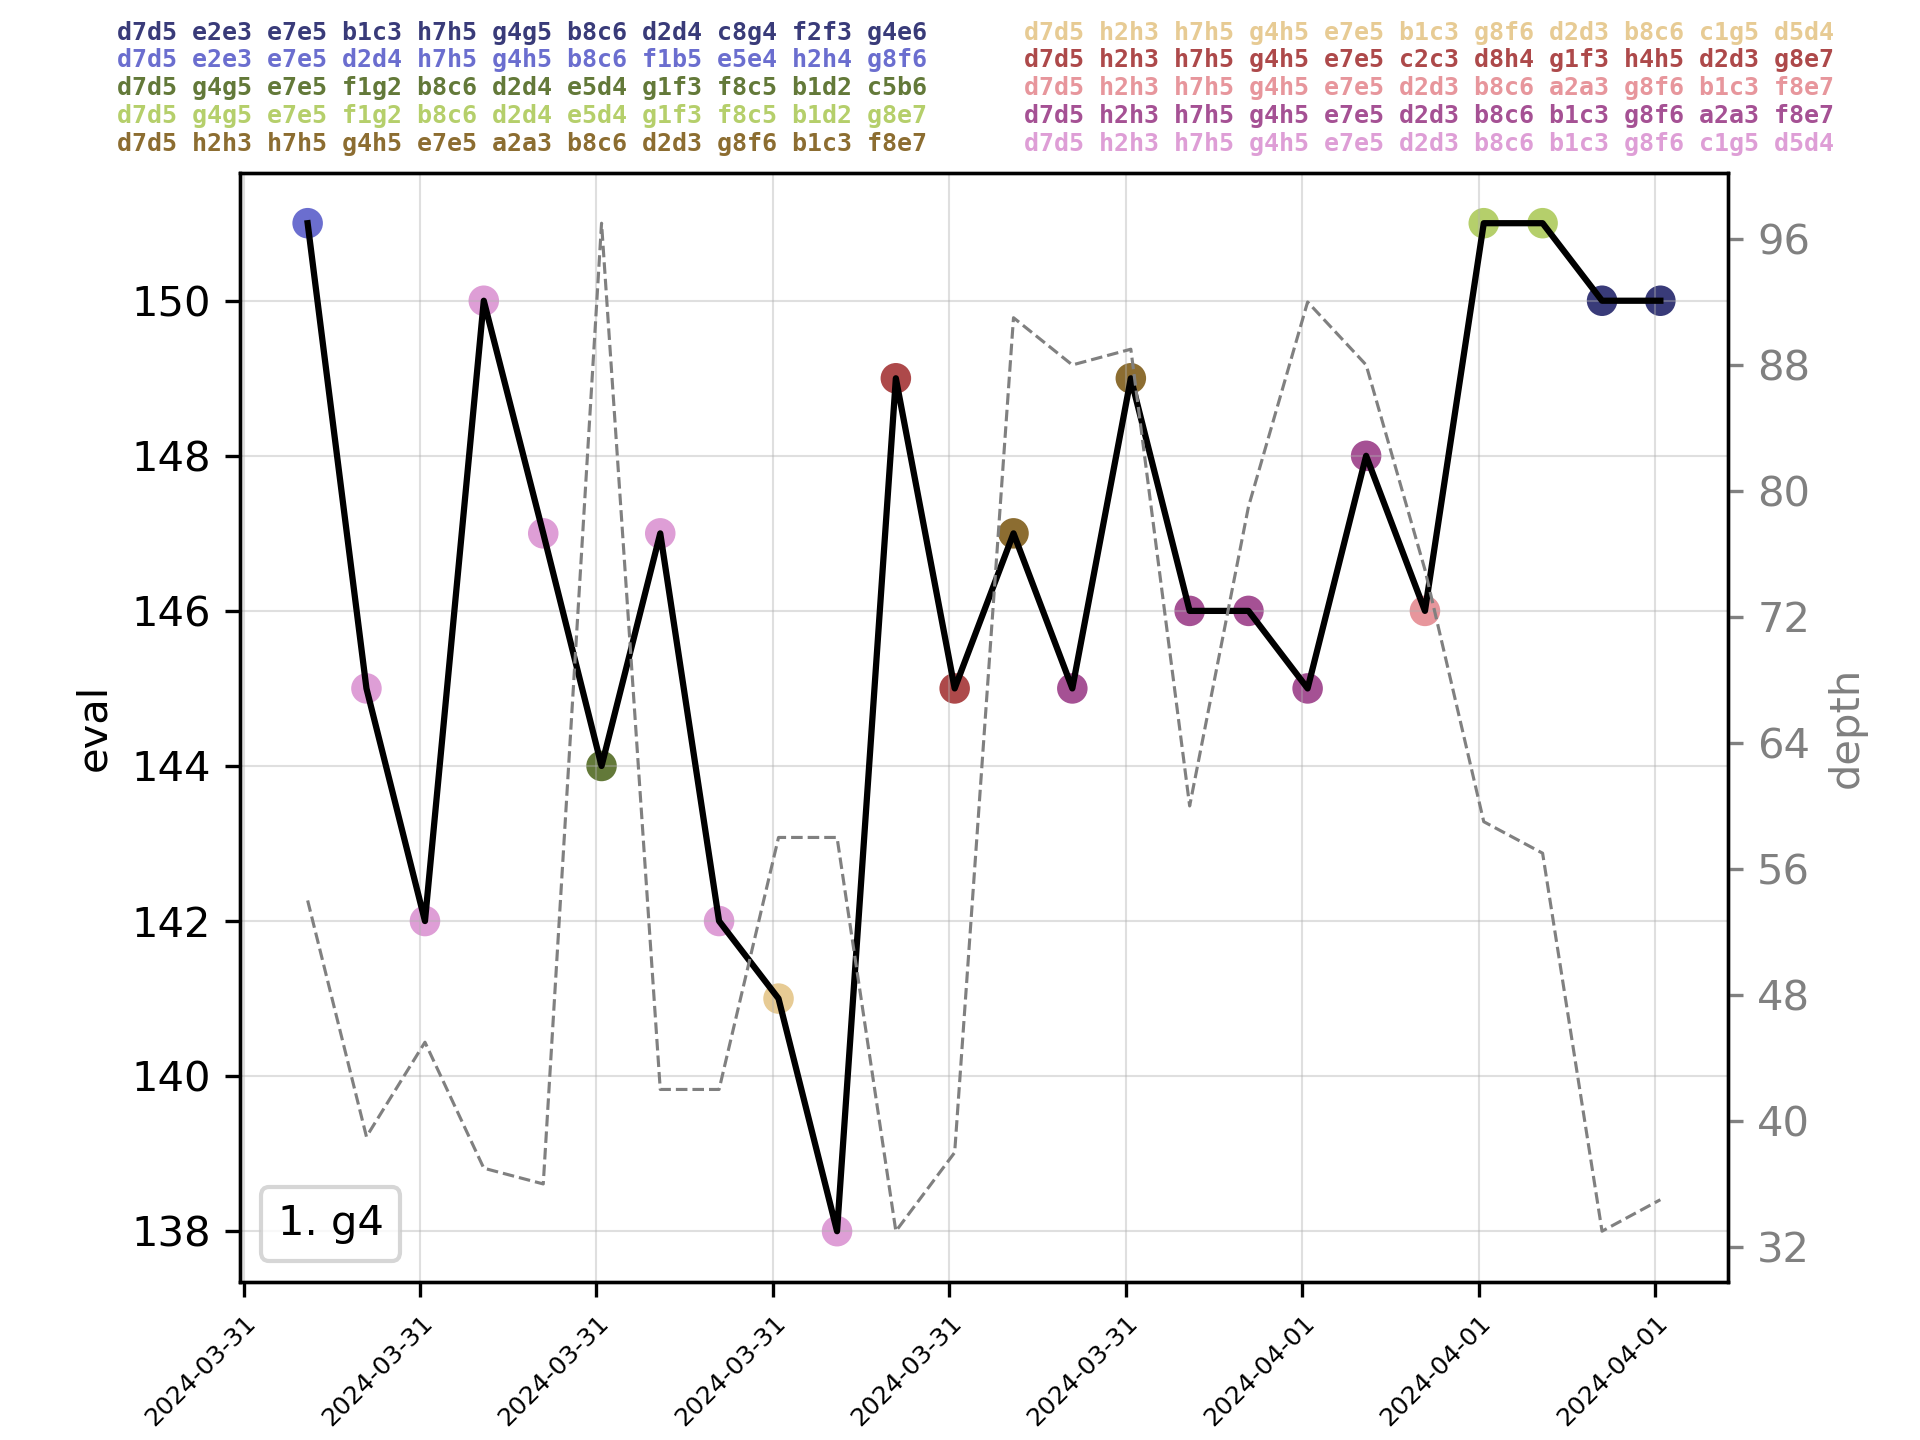 d7d5 e2e3 e7e5 b1c3 h7h5 g4g5 b8c6 d2d4 c8g4 f2f3 g4e6
d7d5 e2e3 e7e5 d2d4 h7h5 g4h5 b8c6 f1b5 e5e4 h2h4 g8f6
d7d5 g4g5 e7e5 f1g2 b8c6 d2d4 e5d4 g1f3 f8c5 b1d2 c5b6
d7d5 g4g5 e7e5 f1g2 b8c6 d2d4 e5d4 g1f3 f8c5 b1d2 g8e7
d7d5 h2h3 h7h5 g4h5 e7e5 a2a3 b8c6 d2d3 g8f6 b1c3 f8e7
d7d5 h2h3 h7h5 g4h5 e7e5 b1c3 g8f6 d2d3 b8c6 c1g5 d5d4
d7d5 h2h3 h7h5 g4h5 e7e5 c2c3 d8h4 g1f3 h4h5 d2d3 g8e7
d7d5 h2h3 h7h5 g4h5 e7e5 d2d3 b8c6 a2a3 g8f6 b1c3 f8e7
d7d5 h2h3 h7h5 g4h5 e7e5 d2d3 b8c6 b1c3 g8f6 a2a3 f8e7
d7d5 h2h3 h7h5 g4h5 e7e5 d2d3 b8c6 b1c3 g8f6 c1g5 d5d4
150
148
146
144
142
140
138
eval
96
88
80
72
64
56
48
40
32
depth
1. g4
2024-03-31
2024-03-31
2024-03-31
2024-03-31
2024-03-31
2024-03-31
2024-04-01
2024-04-01
2024-04-01